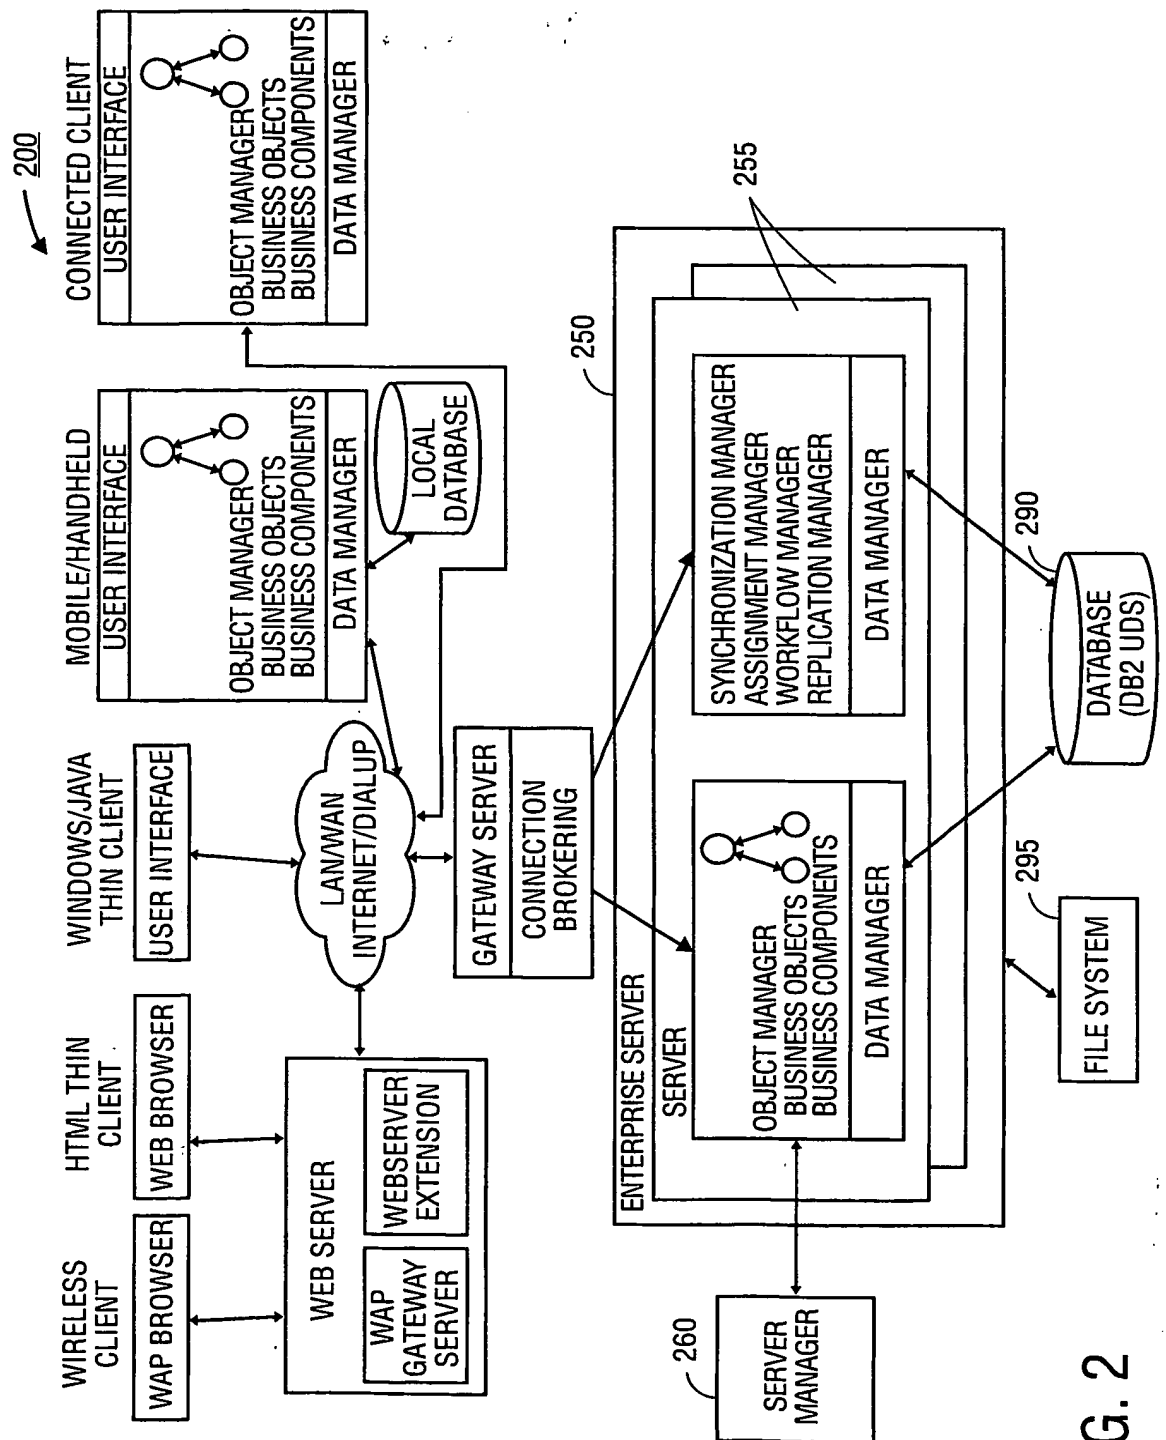 200
WIRELESS
CLIENT
WAP BROWSER
HTML THIN
CLIENT
WEB BROWSER
WINDOWS/JAVA
THIN CLIENT
USER INTERFACE
MOBILE/HANDHELD
USER INTERFACE
OBJECT MANAGER
BUSINESS OBJECTS
BUSINESS COMPONENTS
DATA MANAGER
CONNECTED CLIENT
USER INTERFACE
OBJECT MANAGER
BUSINESS OBJECTS
BUSINESS COMPONENTS
DATA MANAGER
LOCAL
DATABASE
WEB SERVER
WAP
GATEWAY
SERVER
WEBSERVER
EXTENSION
LAN/WAN
INTERNET/DIALUP
GATEWAY SERVER
CONNECTION
BROKERING
250
255
ENTERPRISE SERVER
SERVER
OBJECT MANAGER
BUSINESS OBJECTS
BUSINESS COMPONENTS
DATA MANAGER
SYNCHRONIZATION MANAGER
ASSIGNMENT MANAGER
WORKFLOW MANAGER
REPLICATION MANAGER
DATA MANAGER
260
SERVER
MANAGER
295
FILE SYSTEM
290
DATABASE
(DB2 UDS)
G. 2